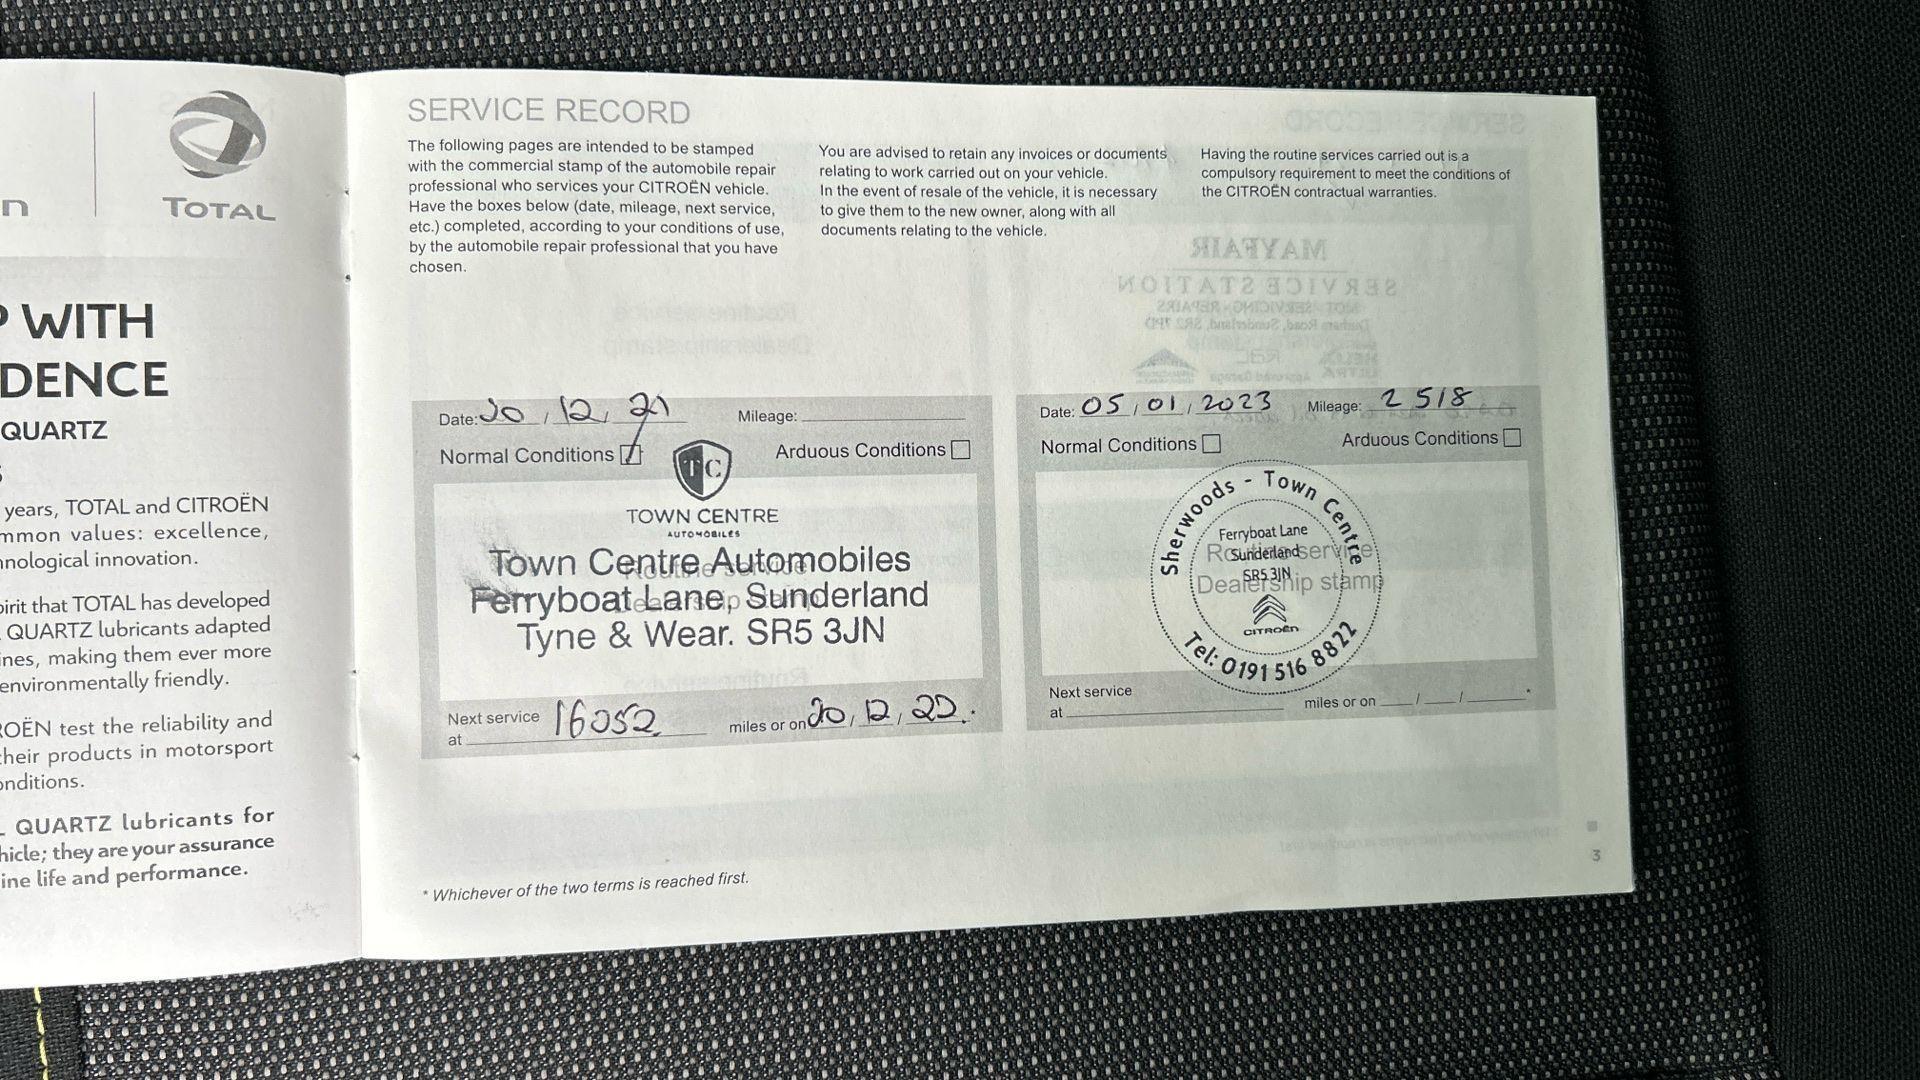 n
TOTAL
P WITH
DENCE
QUARTZ
years, TOTAL and CITROËN
mmon values: excellence,
nological innovation.
pirit that TOTAL has developed
QUARTZ lubricants adapted
ines, making them ever more
environmentally friendly.
ROËN test the reliability and
their products in motorsport
onditions.
L QUARTZ lubricants for
hicle; they are your assurance
ine life and performance.
SERVICE RECORD
The following pages are intended to be stamped
with the commercial stamp of the automobile repair
professional who services your CITROËN vehicle.
Have the boxes below (date, mileage, next service,
etc.) completed, according to your conditions of use,
by the automobile repair professional that you have
chosen.
You are advised to retain any invoices or documents
relating to work carried out on your vehicle.
In the event of resale of the vehicle, it is necessary
to give them to the new owner, along with all
documents relating to the vehicle.
Having the routine services carried out is a
compulsory requirement to meet the conditions of
the CITROËN contractual warranties.
Date: 20 / 12 / 21 Mileage:
Normal Conditions Arduous Conditions
TC
TOWN CENTRE
AUTOMOBILES
Routine service
Dealership stamp
Town Centre Automobiles
Ferryboat Lane, Sunderland
Tyne & Wear. SR5 3JN
Next service at 16052 miles or on 20 / 12 / 22 *
Date: 05 / 01 / 2023 Mileage: 2518
Normal Conditions Arduous Conditions
Sherwoods - Town Centre
Ferryboat Lane
Sunderland
SR5 3JN
Routine service
Dealership stamp
CITROËN
Tel: 0191 516 8822
Next service at miles or on / / *
* Whichever of the two terms is reached first.
3